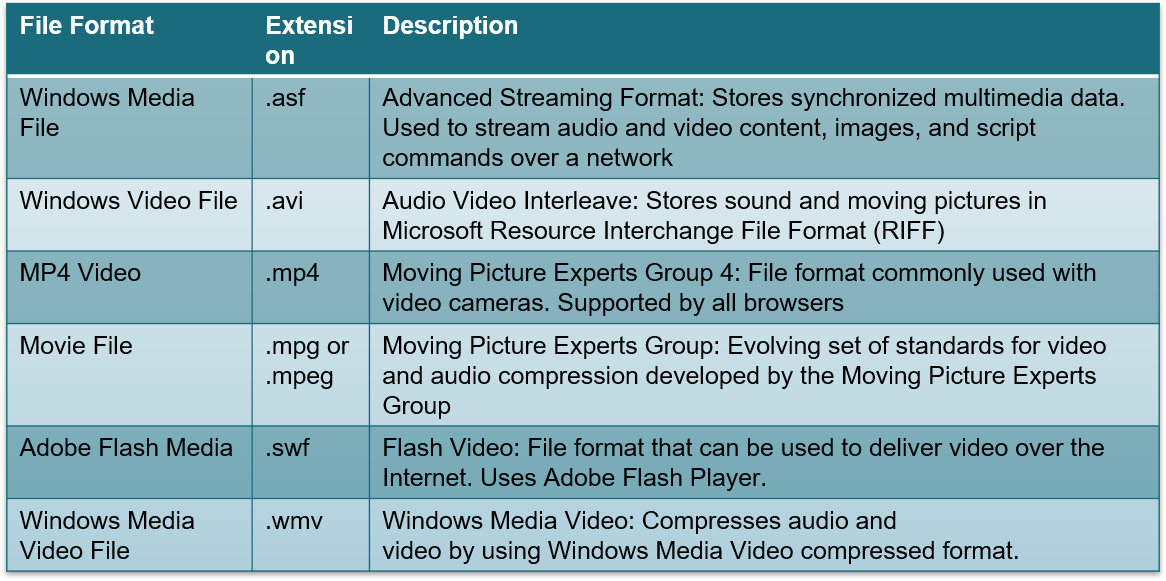 File Format
Extensi
on
Description
Windows Media
File
.asf
Advanced Streaming Format: Stores synchronized multimedia data.
Used to stream audio and video content, images, and script
commands over a network
Windows Video File
.avi
Audio Video Interleave: Stores sound and moving pictures in
Microsoft Resource Interchange File Format (RIFF)
MP4 Video
.mp4
Moving Picture Experts Group 4: File format commonly used with
video cameras. Supported by all browsers
Movie File
.mpg or
.mpeg
Moving Picture Experts Group: Evolving set of standards for video
and audio compression developed by the Moving Picture Experts
Group
Adobe Flash Media
.swf
Flash Video: File format that can be used to deliver video over the
Internet. Uses Adobe Flash Player.
Windows Media
Video File
.wmv
Windows Media Video: Compresses audio and
video by using Windows Media Video compressed format.